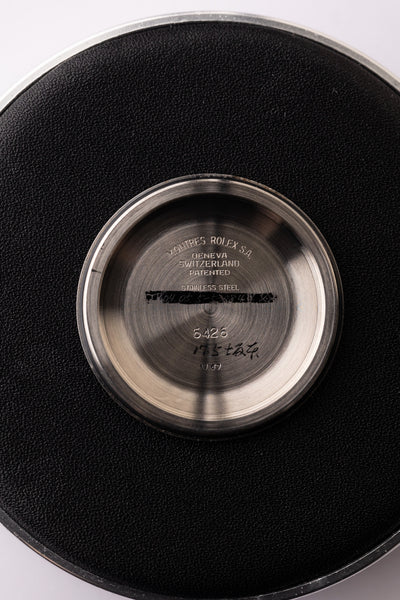 MONTRES ROLEX S.A.
GENEVA
SWITZERLAND
PATENTED
STAINLESS STEEL
6426